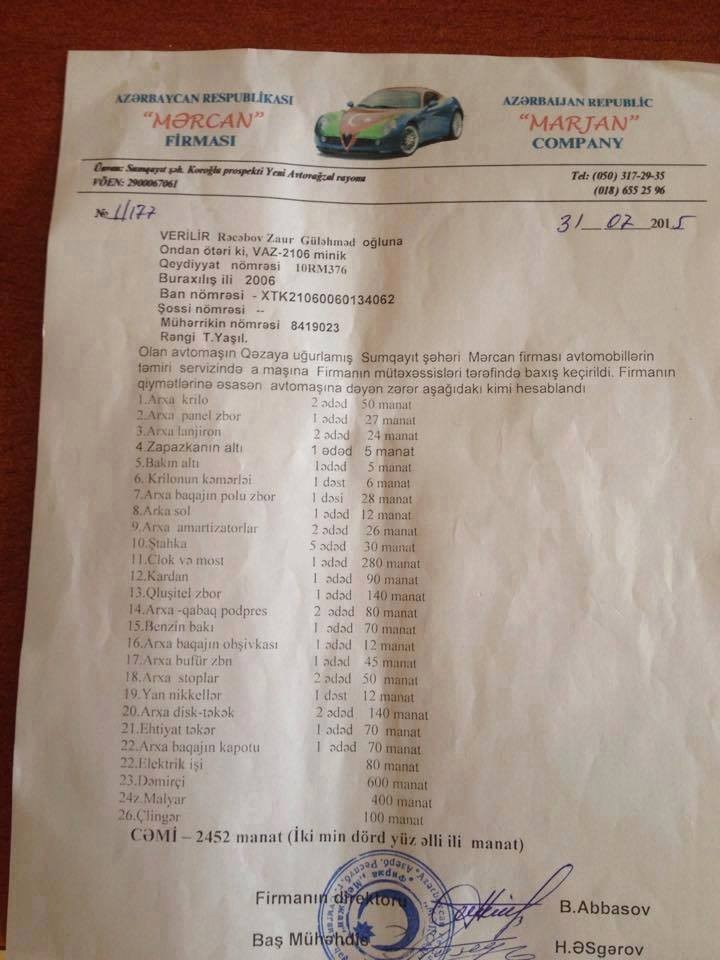 AZƏRBAYCAN RESPUBLİKASI
"MƏRCAN"
FİRMASI
AZƏRBAIJAN REPUBLIC
"MARJAN"
COMPANY
Ünvan: Sumqayıt şəh. Koroğlu prospekti Yeni Avtovağzal rayonu
VÖEN: 2900067061
Tel: (050) 317-29-35
(018) 655 25 96
№ 1/177
31 07 2015
VERİLİR Rəcəbov Zaur Güləhməd oğluna
Ondan ötəri ki, VAZ-2106 minik
Qeydiyyat nömrəsi 10RM376
Buraxılış ili 2006
Ban nömrəsi - XTK21060060134062
Şossi nömrəsi --
Mühərrikin nömrəsi 8419023
Rəngi T.Yaşıl.
Olan avtomaşın Qəzaya uğurlamış Sumqayıt şəhəri Mərcan firması avtomobillərin
təmiri servizində a.maşına Firmanın mütəxəssisləri tərəfində baxış keçirildi. Firmanın
qiymətlərinə əsasən avtomaşına dəyən zərər aşağıdakı kimi hesablandı
1.Arxa krilo 2 ədəd 50 manat
2.Arxa panel zbor 1 ədəd 27 manat
3.Arxa lanjiron 2 ədəd 24 manat
4.Zapazkanın altı 1 ədəd 5 manat
5.Bakın altı 1ədəd 5 manat
6. Krilonun kəmərləi 1 dəst 6 manat
7.Arxa baqajın polu zbor 1 dəsi 28 manat
8.Arka sol 1 ədəd 12 manat
9.Arxa amartizatorlar 2 ədəd 26 manat
10.Ştahka 5 ədəd 30 manat
11.Clok və most 1 ədəd 280 manat
12.Kardan 1 ədəd 90 manat
13.Qluşitel zbor 1 ədəd 140 manat
14.Arxa -qabaq podpres 2 ədəd 80 manat
15.Benzin bakı 1 ədəd 70 manat
16.Arxa baqajın obşivkası 1 ədəd 12 manat
17.Arxa bufür zbn 1 ədəd 45 manat
18.Arxa stoplar 2 ədəd 50 manat
19.Yan nikkellər 1 dəst 12 manat
20.Arxa disk-təkək 2 ədəd 140 manat
21.Ehtiyat təkər 1 ədəd 70 manat
22.Arxa baqajın kapotu 1 ədəd 70 manat
22.Elektrik işi 80 manat
23.Dəmirçi 600 manat
24z.Malyar 400 manat
26.Çlingər 100 manat
CƏMİ – 2452 manat (İki min dörd yüz əlli ili manat)
Firmanın direktoru B.Abbasov
Baş Mühəndis H.ƏSgərov